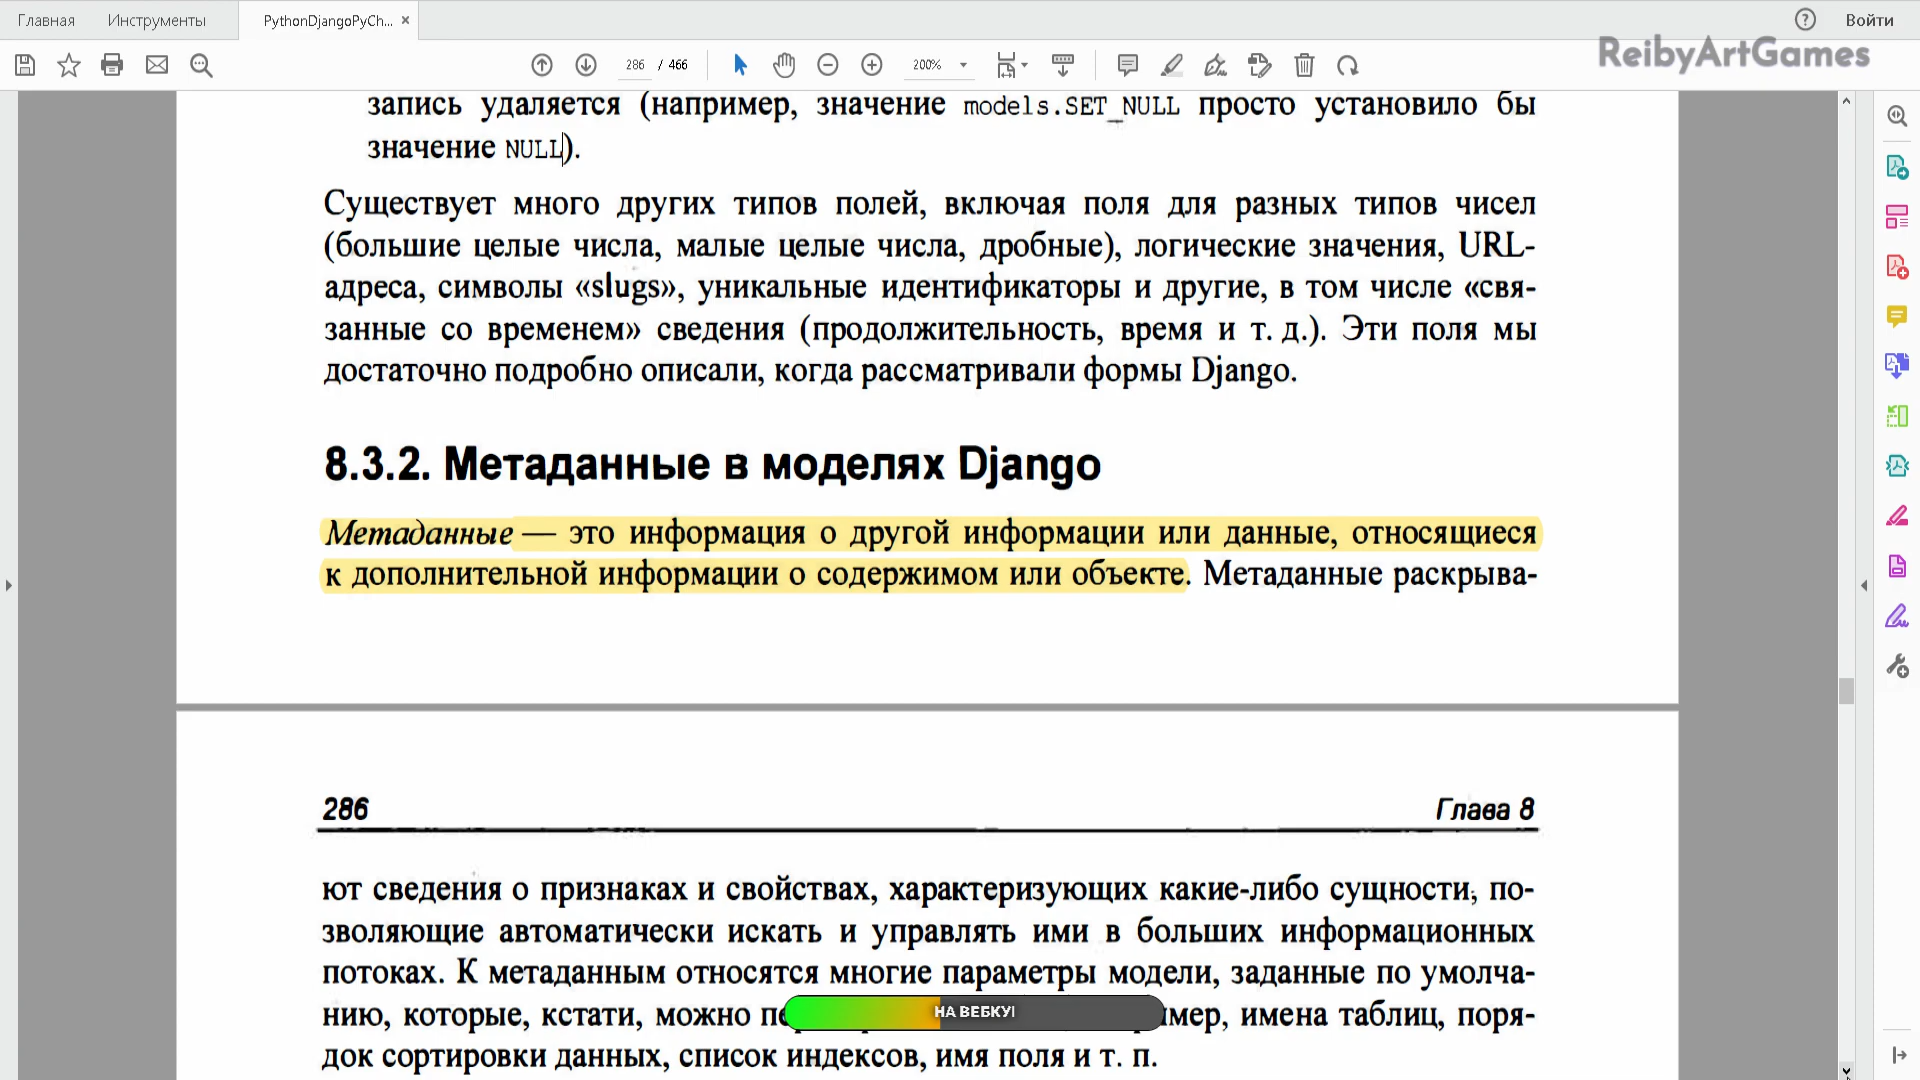 Главная Инструменты PythonDjangoPyCh... × Войти
ReibyArtGames
286 / 466 200%
запись удаляется (например, значение models.SET_NULL просто установило бы
значение NULL).
Существует много других типов полей, включая поля для разных типов чисел
(большие целые числа, малые целые числа, дробные), логические значения, URL-
адреса, символы «slugs», уникальные идентификаторы и другие, в том числе «свя-
занные со временем» сведения (продолжительность, время и т. д.). Эти поля мы
достаточно подробно описали, когда рассматривали формы Django.
8.3.2. Метаданные в моделях Django
Метаданные — это информация о другой информации или данные, относящиеся
к дополнительной информации о содержимом или объекте. Метаданные раскрыва-
286 Глава 8
ют сведения о признаках и свойствах, характеризующих какие-либо сущности, по-
зволяющие автоматически искать и управлять ими в больших информационных
потоках. К метаданным относятся многие параметры модели, заданные по умолча-
нию, которые, кстати, можно имена таблиц, поря-
НА ВЕБКУ!
док сортировки данных, список индексов, имя поля и т. п.